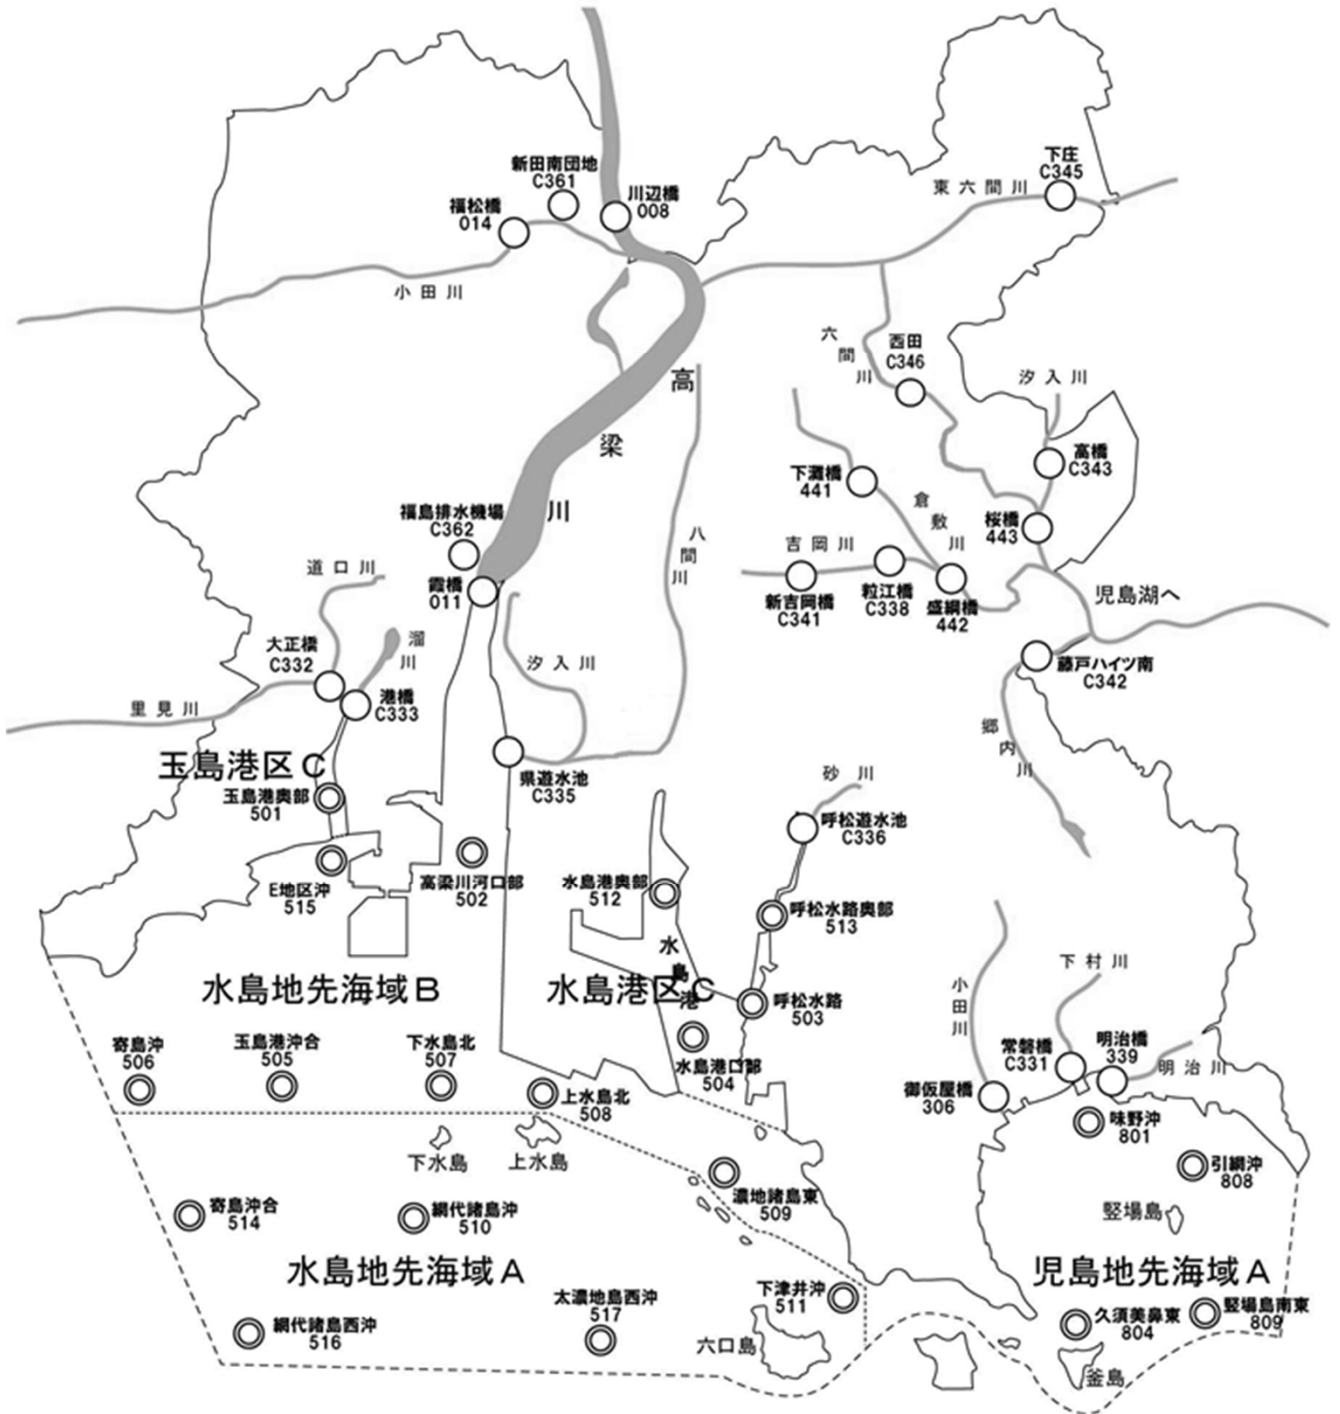 新田南団地
C361
福松橋
014
川辺橋
008
下庄
C345
東六間川
小田川
六間川
西田
C346
汐入川
高橋
C343
高梁川
下灘橋
441
倉敷川
桜橋
443
福島排水機場
C362
八間川
吉岡川
道口川
霞橋
011
新吉岡橋
C341
粒江橋
C338
盛綱橋
442
児島湖へ
大正橋
C332
溜川
汐入川
藤戸ハイツ南
C342
里見川
港橋
C333
郷内川
玉島港区C
玉島港奥部
501
県遊水池
C335
砂川
呼松遊水池
C336
E地区沖
515
高梁川河口部
502
水島港奥部
512
呼松水路奥部
513
水島港
水島地先海域B
水島港区C
呼松水路
503
小田川
下村川
寄島沖
506
玉島港沖合
505
下水島北
507
水島港口部
504
常磐橋
C331
明治橋
339
明治川
上水島北
508
御仮屋橋
306
味野沖
801
下水島
上水島
引網沖
808
濃地諸島東
509
寄島沖合
514
網代諸島沖
510
竪場島
水島地先海域A
児島地先海域A
下津井沖
511
太濃地島西沖
517
網代諸島西沖
516
六口島
久須美鼻東
804
竪場島南東
809
釜島